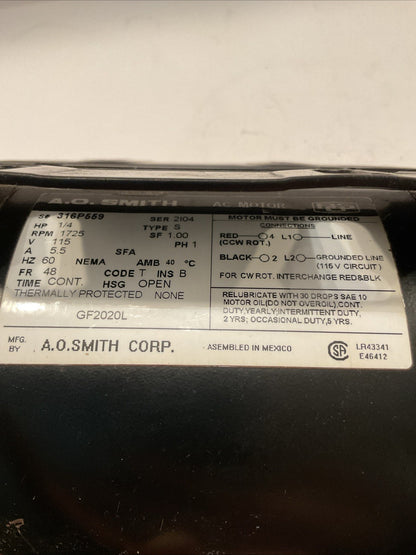 A.O. SMITH
AC MOTOR
S# 316P559 SER 2I04
HP 1/4 TYPE S
RPM 1725 SF 1.00
V 115 PH 1
A 5.5 SFA
HZ 60 NEMA AMB 40 °C
FR 48 CODE T INS B
TIME CONT. HSG OPEN
THERMALLY PROTECTED NONE
GF2020L
MOTOR MUST BE GROUNDED
CONNECTIONS
RED 4 L1 LINE
(CCW ROT.)
BLACK 2 L2 GROUNDED LINE
(115 V CIRCUIT)
FOR CW ROT. INTERCHANGE RED&BLK
RELUBRICATE WITH 30 DROPS SAE 10
MOTOR OIL(DO NOT OVEROIL), CONT.
DUTY,YEARLY;INTERMITTENT DUTY,
2 YRS; OCCASIONAL DUTY,5 YRS.
MFG. BY A.O.SMITH CORP. - ASEMBLED IN MEXICO
SA
LR43341
E46412